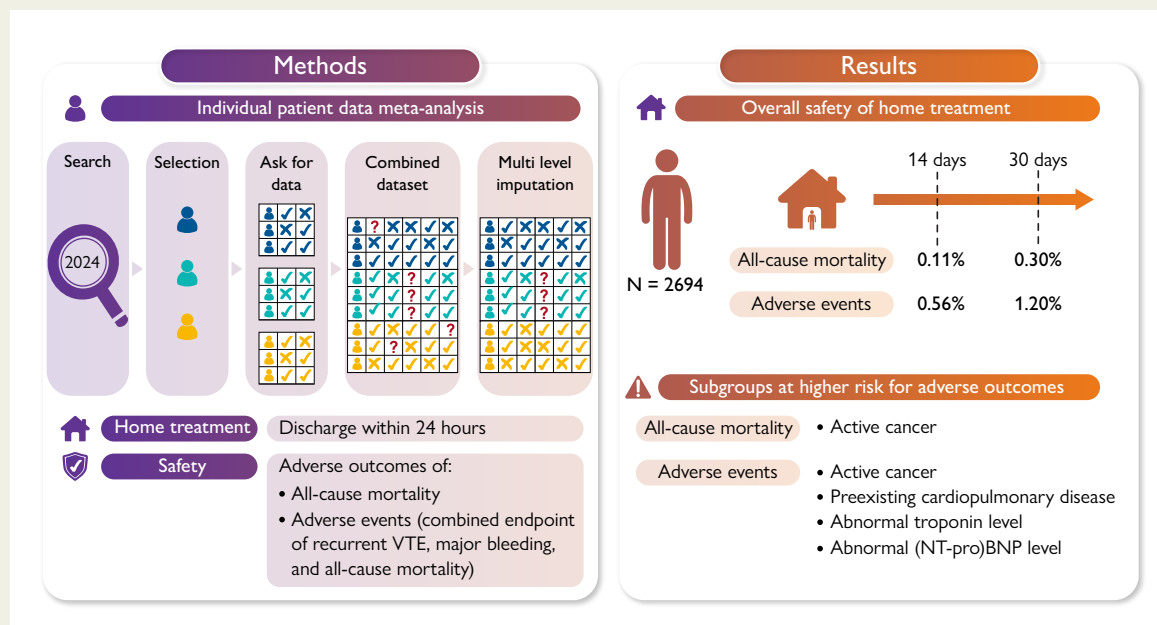 Methods
Individual patient data meta-analysis
Search
Selection
Ask for
data
Combined
dataset
Multi level
imputation
2024
?
?
?
?
?
?
?
?
?
Home treatment
Discharge within 24 hours
Safety
Adverse outcomes of:
• All-cause mortality
• Adverse events (combined endpoint
of recurrent VTE, major bleeding,
and all-cause mortality)
Results
Overall safety of home treatment
14 days
30 days
N = 2694
All-cause mortality 0.11% 0.30%
Adverse events 0.56% 1.20%
Subgroups at higher risk for adverse outcomes
All-cause mortality
• Active cancer
Adverse events
• Active cancer
• Preexisting cardiopulmonary disease
• Abnormal troponin level
• Abnormal (NT-pro)BNP level